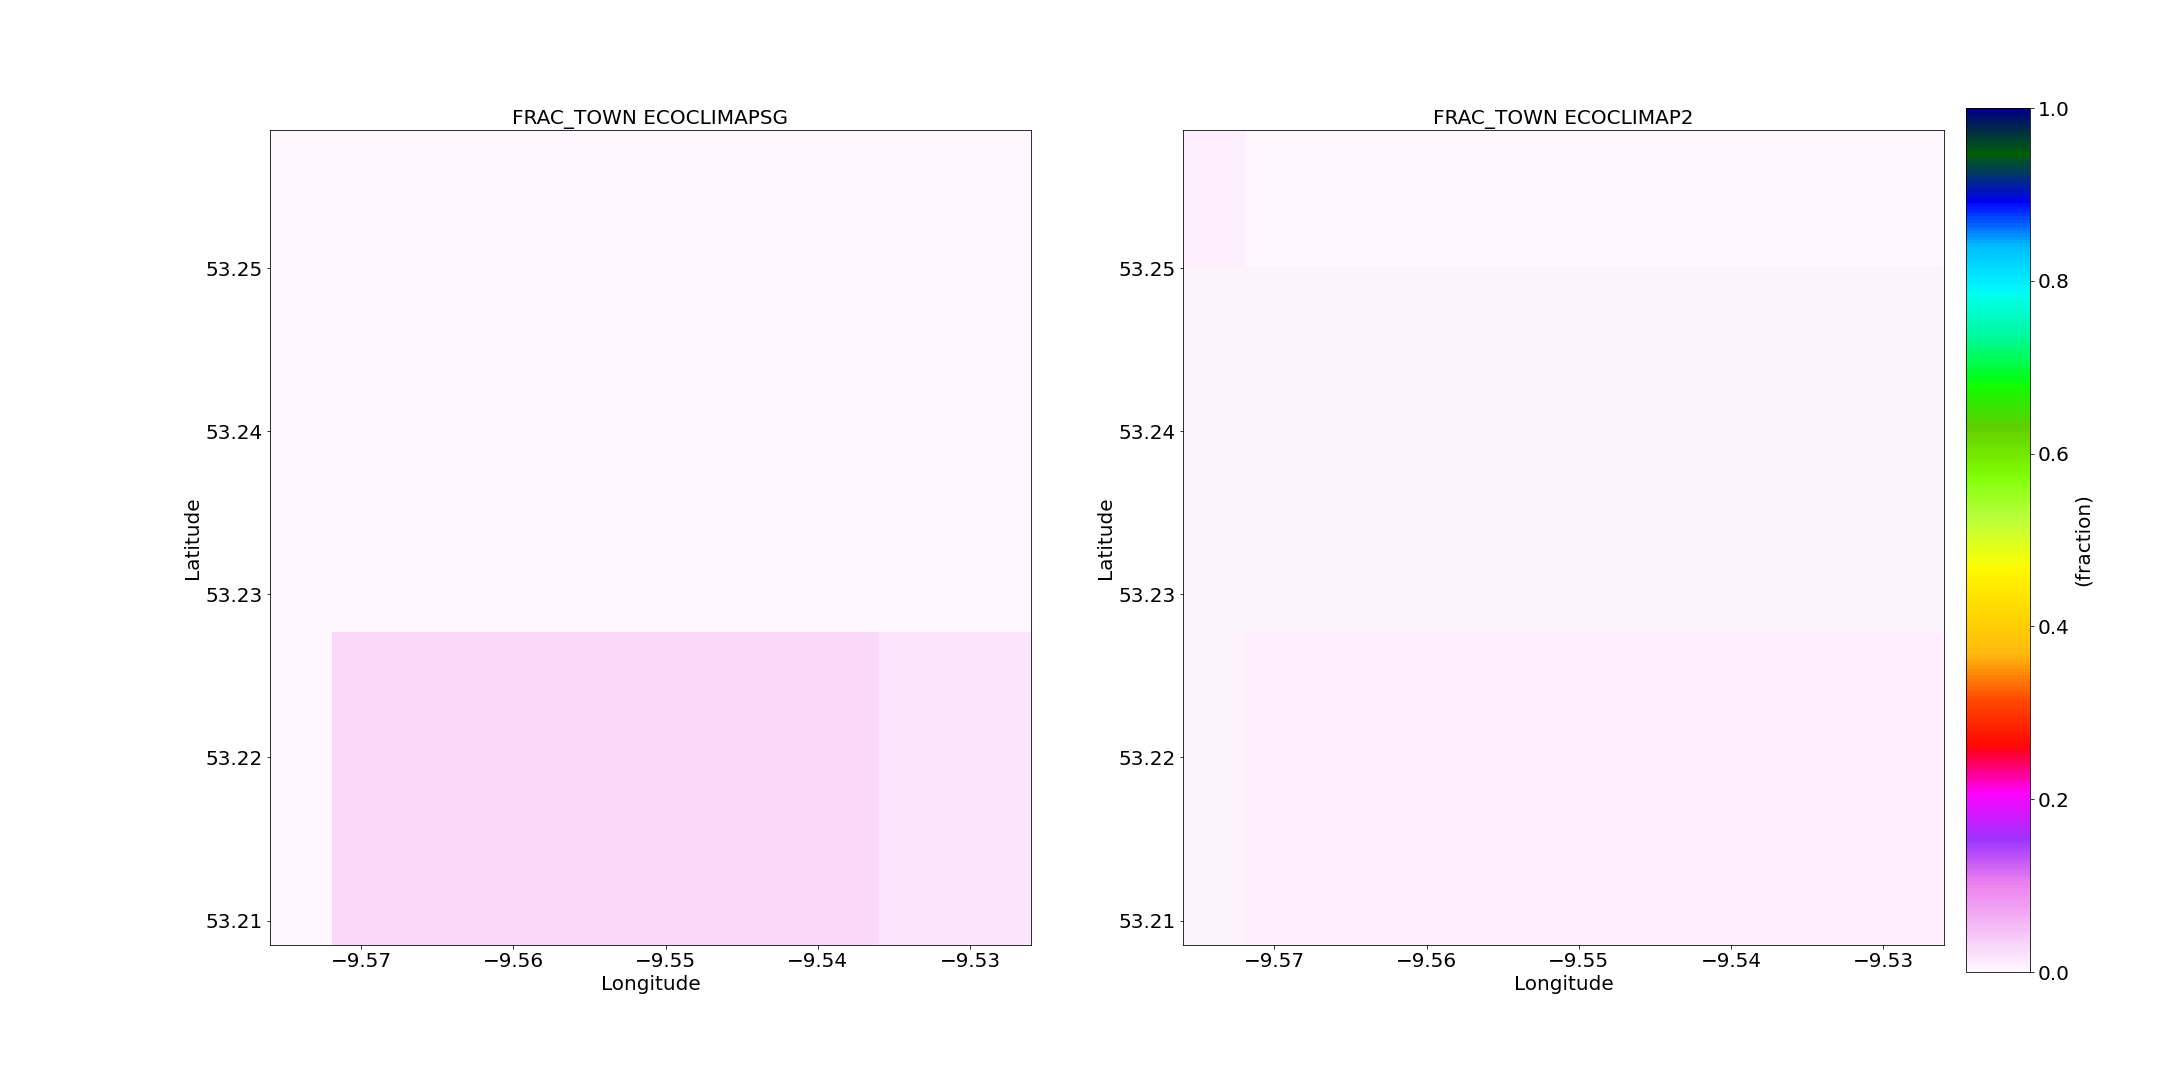 FRAC_TOWN ECOCLIMAPSG
53.25
53.24
53.23
53.22
53.21
Latitude
−9.57 −9.56 −9.55 −9.54 −9.53
Longitude
FRAC_TOWN ECOCLIMAP2
53.25
53.24
53.23
53.22
53.21
Latitude
−9.57 −9.56 −9.55 −9.54 −9.53
Longitude
1.0
0.8
0.6
0.4
0.2
0.0
(fraction)